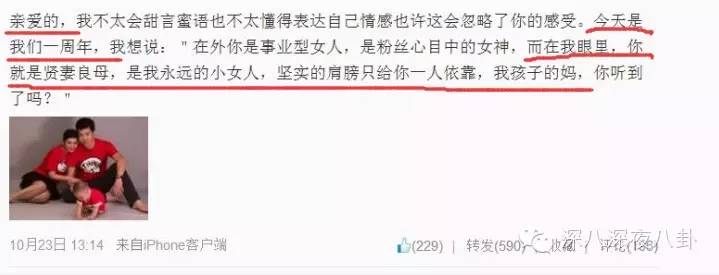 亲爱的，我不太会甜言蜜语也不太懂得表达自己情感也许这会忽略了你的感受。今天是
我们一周年，我想说："在外你是事业型女人，是粉丝心目中的女神，而在我眼里，你
就是贤妻良母，是我永远的小女人，坚实的肩膀只给你一人依靠，我孩子的妈，你听到
了吗？"
10月23日 13:14 来自iPhone客户端 (229) | 转发(590) 收藏 | 评论(188)
深八深夜八卦